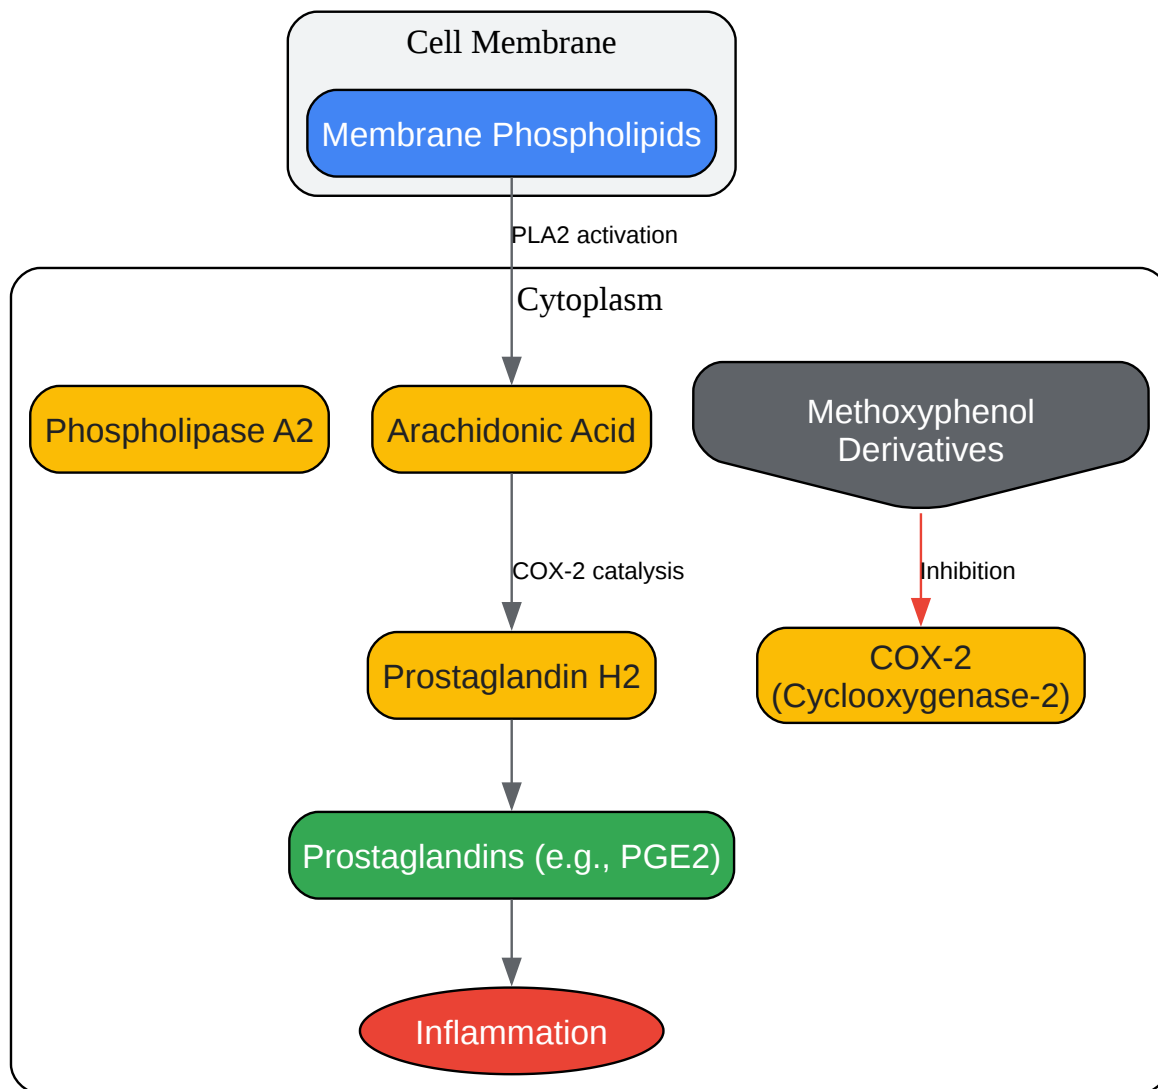 Cell Membrane
Membrane Phospholipids
PLA2 activation
Cytoplasm
Phospholipase A2
Arachidonic Acid
Methoxyphenol
Derivatives
COX-2 catalysis
Inhibition
Prostaglandin H2
COX-2
(Cyclooxygenase-2)
Prostaglandins (e.g., PGE2)
Inflammation